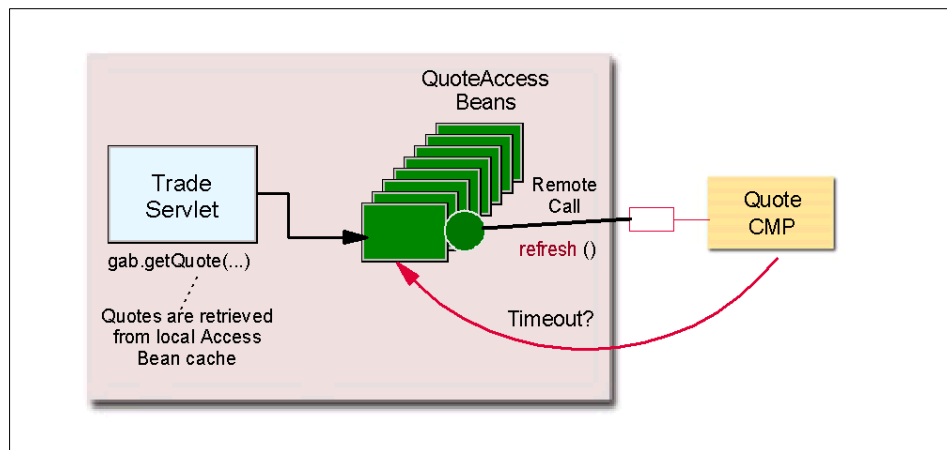 QuoteAccess
Beans
Trade
Servlet
gab.getQuote(...)
Quotes are retrieved
from local Access
Bean cache
Remote
Call
refresh ()
Timeout?
Quote
CMP